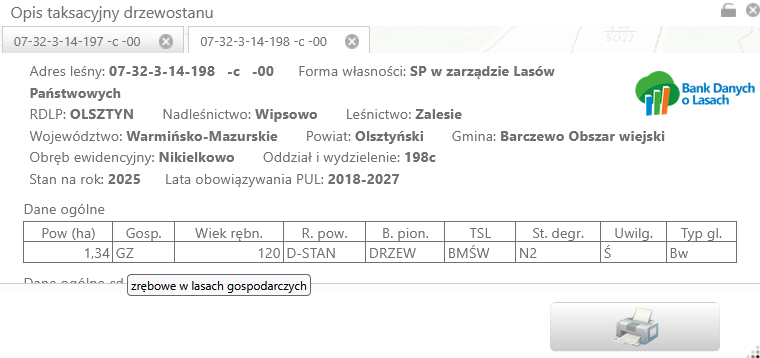 Opis taksacyjny drzewostanu
07-32-3-14-197 -c -00 07-32-3-14-198 -c -00
Adres leśny: 07-32-3-14-198 -c -00 Forma własności: SP w zarządzie Lasów
Państwowych
Bank Danych
o Lasach
RDLP: OLSZTYN Nadleśnictwo: Wipsowo Leśnictwo: Zalesie
Województwo: Warmińsko-Mazurskie Powiat: Olsztyński Gmina: Barczewo Obszar wiejski
Obręb ewidencyjny: Nikielkowo Oddział i wydzielenie: 198c
Stan na rok: 2025 Lata obowiązywania PUL: 2018-2027
Dane ogólne
Pow (ha) Gosp. Wiek rębn. R. pow. B. pion. TSL St. degr. Uwilg. Typ gl.
1,34 GZ 120 D-STAN DRZEW BMŚW N2 Ś Bw
Dane ogólne cd
zrębowe w lasach gospodarczych